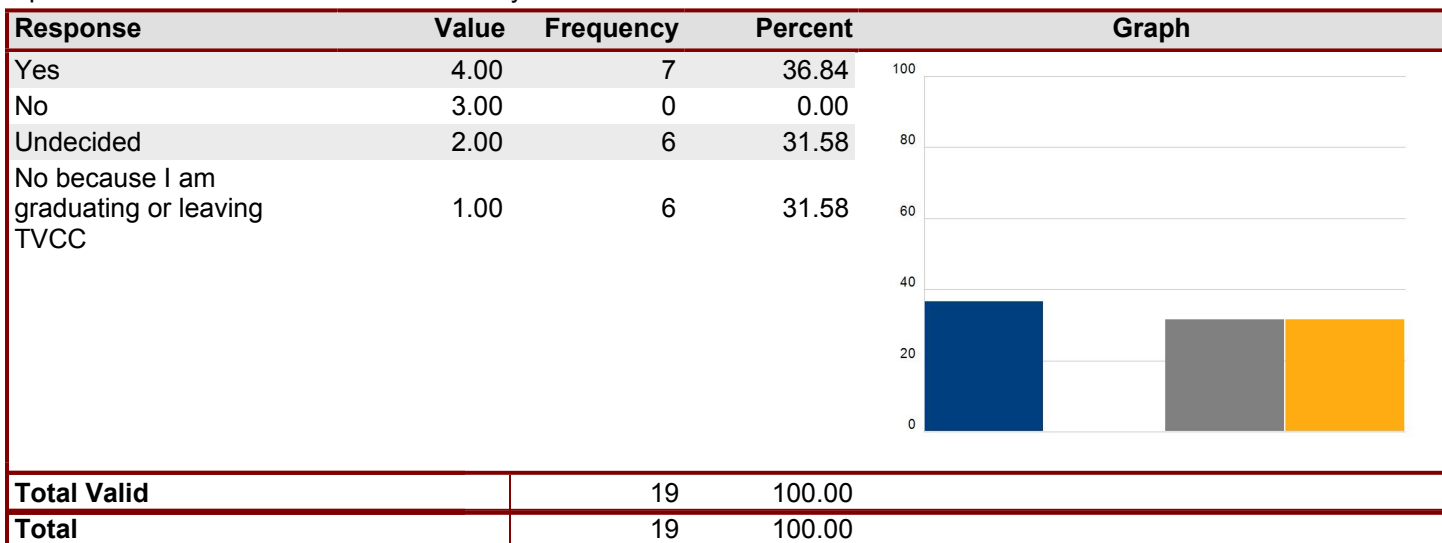 Response Value Frequency Percent Graph
Yes 4.00 7 36.84
No 3.00 0 0.00
Undecided 2.00 6 31.58
No because I am
graduating or leaving 1.00 6 31.58
TVCC
100
80
60
40
20
0
Total Valid 19 100.00
Total 19 100.00